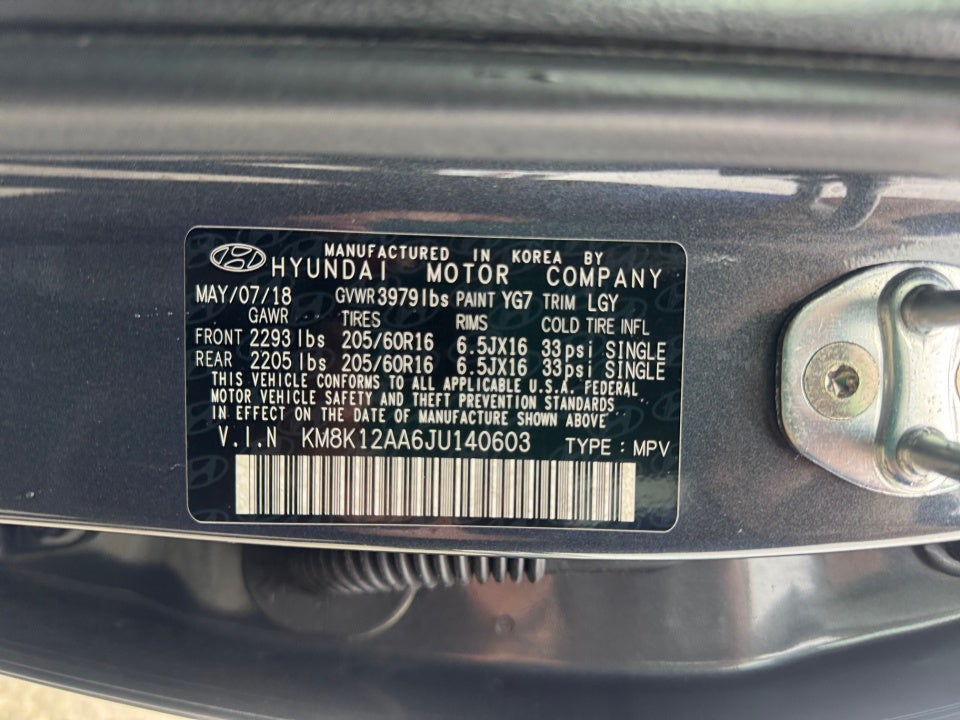 MANUFACTURED IN KOREA BY
HYUNDAI MOTOR COMPANY
MAY/07/18 GVWR 3979lbs PAINT YG7 TRIM LGY
GAWR TIRES RIMS COLD TIRE INFL
FRONT 2293 lbs 205/60R16 6.5JX16 33psi SINGLE
REAR 2205 lbs 205/60R16 6.5JX16 33psi SINGLE
THIS VEHICLE CONFORMS TO ALL APPLICABLE U.S.A. FEDERAL
MOTOR VEHICLE SAFETY AND THEFT PREVENTION STANDARDS
IN EFFECT ON THE DATE OF MANUFACTURE SHOWN ABOVE
V.I.N KM8K12AA6JU140603 TYPE : MPV